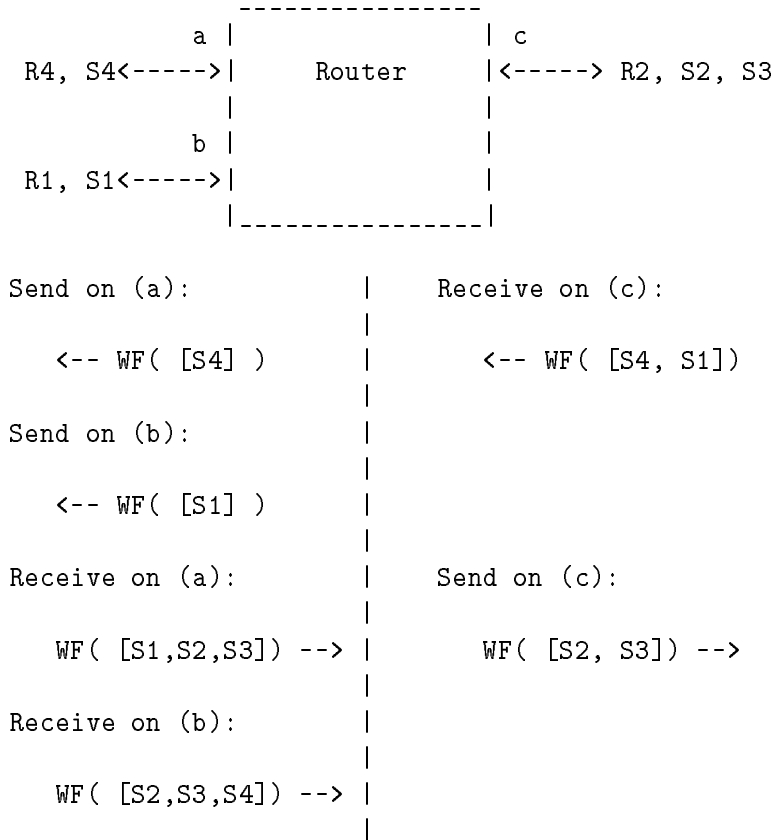 ----------------
a | | c
R4, S4<----->| Router |<-----> R2, S2, S3
| |
b | |
R1, S1<----->| |
|________________|
Send on (a): | Receive on (c):
|
<-- WF( [S4] ) | <-- WF( [S4, S1])
|
Send on (b): |
|
<-- WF( [S1] ) |
|
Receive on (a): | Send on (c):
|
WF( [S1,S2,S3]) --> | WF( [S2, S3]) -->
|
Receive on (b): |
|
WF( [S2,S3,S4]) --> |
|